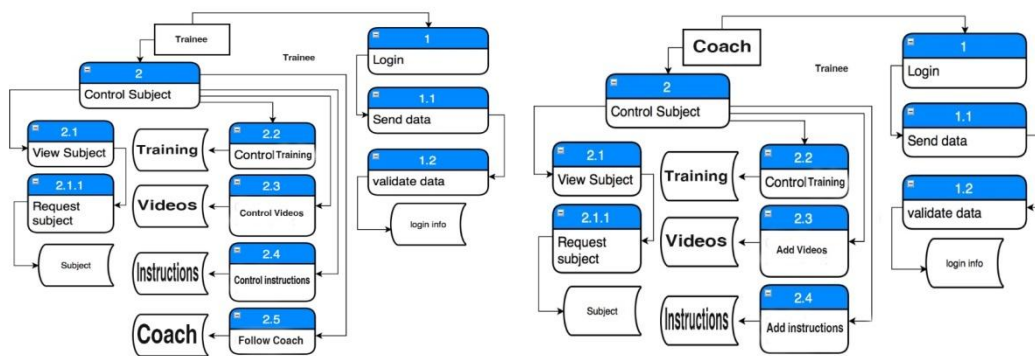 Trainee
Trainee
1
Login
2
Control Subject
1.1
Send data
2.1
View Subject
Training
2.2
Control Training
1.2
validate data
2.1.1
Request
subject
Videos
2.3
Control Videos
login info
Subject
Instructions
2.4
Control instructions
Coach
2.5
Follow Coach
Coach
Trainee
1
Login
2
Control Subject
1.1
Send data
2.1
View Subject
Training
2.2
Control Training
1.2
validate data
2.1.1
Request
subject
Videos
2.3
Add Videos
login info
Subject
Instructions
2.4
Add instructions